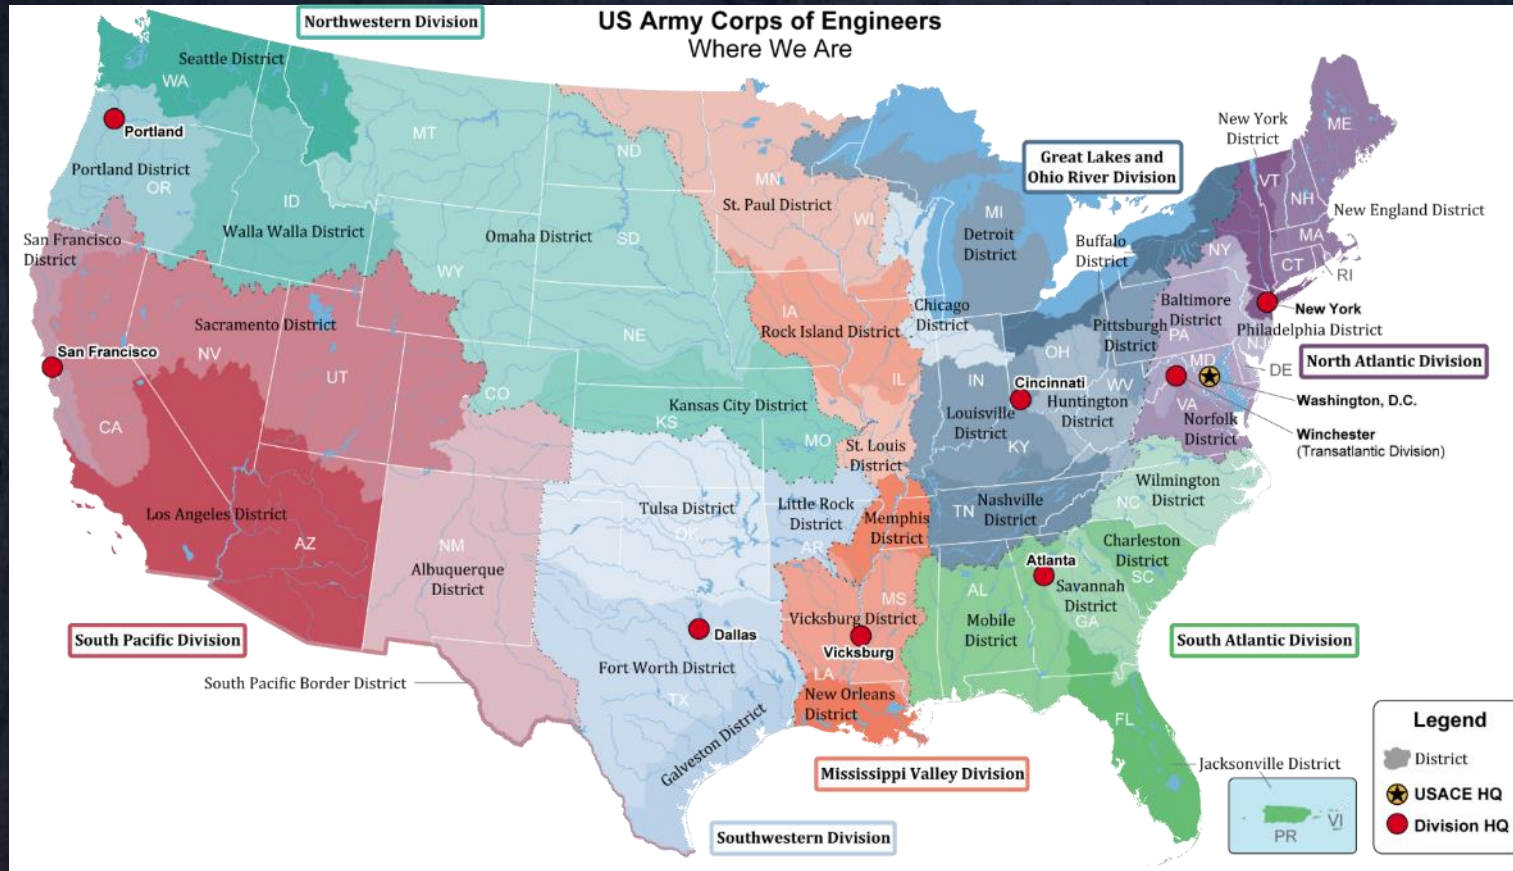 US Army Corps of Engineers
Where We Are
Northwestern Division
Seattle District
WA
Portland
Portland District
OR
MT
ND
ID
Walla Walla District
Omaha District
SD
WY
MN
St. Paul District
WI
Great Lakes and
Ohio River Division
MI
Detroit
District
Buffalo
District
New York
District
ME
VT
NH
New England District
MA
NY
CT
RI
San Francisco
District
Sacramento District
San Francisco
NV
UT
CA
NE
CO
Kansas City District
KS
MO
IA
Rock Island District
IL
Chicago
District
Baltimore
District
Pittsburgh
District
PA
New York
Philadelphia District
NJ
North Atlantic Division
OH
MD
DE
IN
Cincinnati
WV
Louisville
District
Huntington
District
Washington, D.C.
VA
Norfolk
District
Winchester
(Transatlantic Division)
KY
St. Louis
District
Los Angeles District
AZ
NM
Albuquerque
District
Tulsa District
OK
Little Rock
District
AR
Memphis
District
Nashville
District
TN
Wilmington
District
NC
Charleston
District
SC
Atlanta
Savannah
District
GA
AL
Mobile
District
MS
Vicksburg District
Vicksburg
South Pacific Division
South Pacific Border District
Dallas
Fort Worth District
TX
Galveston District
LA
New Orleans
District
South Atlantic Division
FL
Jacksonville District
PR
VI
Mississippi Valley Division
Southwestern Division
Legend
District
USACE HQ
Division HQ